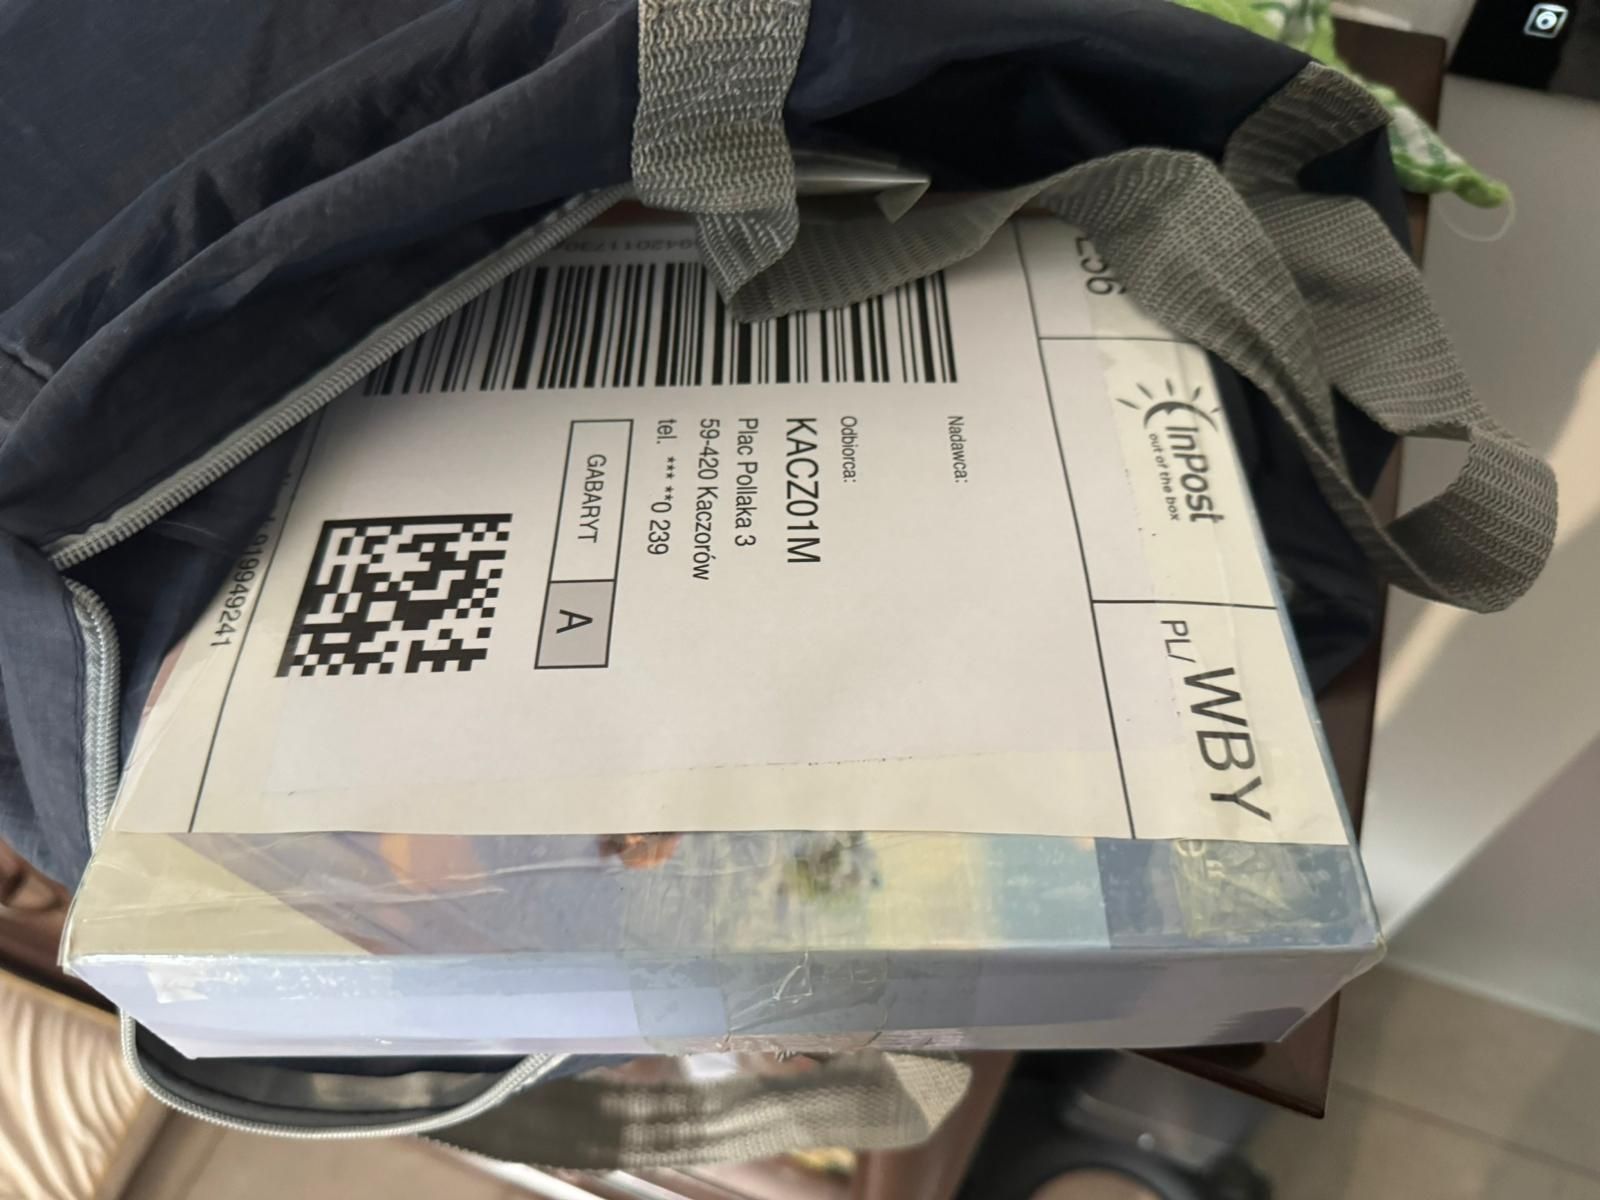 InPost
out of the box
PL/ WBY
Nadawca:
Odbiorca:
KACZ01M
Plac Pollaka 3
59-420 Kaczorów
tel. *** **0 239
GABARYT A
919949241